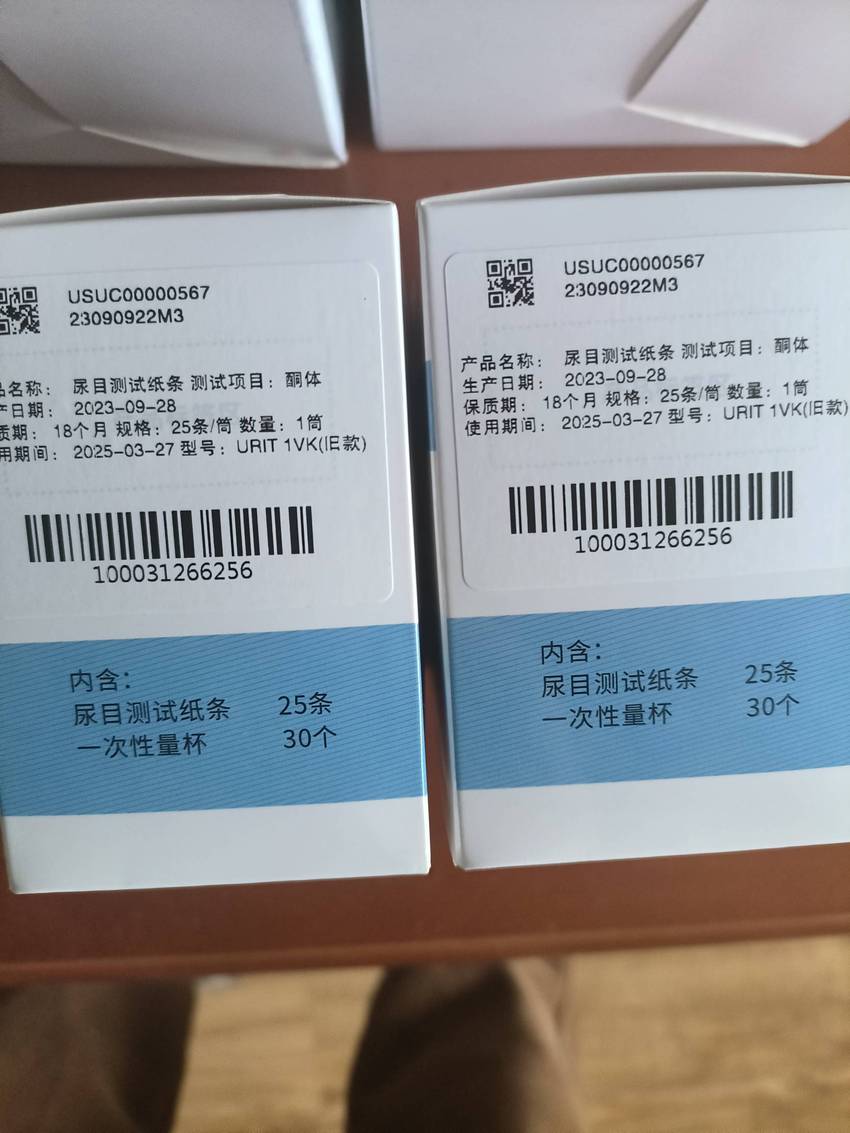 USUC00000567
23090922M3
品名称： 尿目测试纸条 测试项目：酮体
产日期： 2023-09-28
质期： 18个月 规格：25条/筒 数量：1筒
用期间： 2025-03-27 型号：URIT 1VK(旧款)
100031266256
内含：
尿目测试纸条 25条
一次性量杯 30个
USUC00000567
23090922M3
产品名称： 尿目测试纸条 测试项目：酮体
生产日期： 2023-09-28
保质期： 18个月 规格：25条/筒 数量：1筒
使用期间： 2025-03-27 型号：URIT 1VK(旧款)
100031266256
内含：
尿目测试纸条 25条
一次性量杯 30个